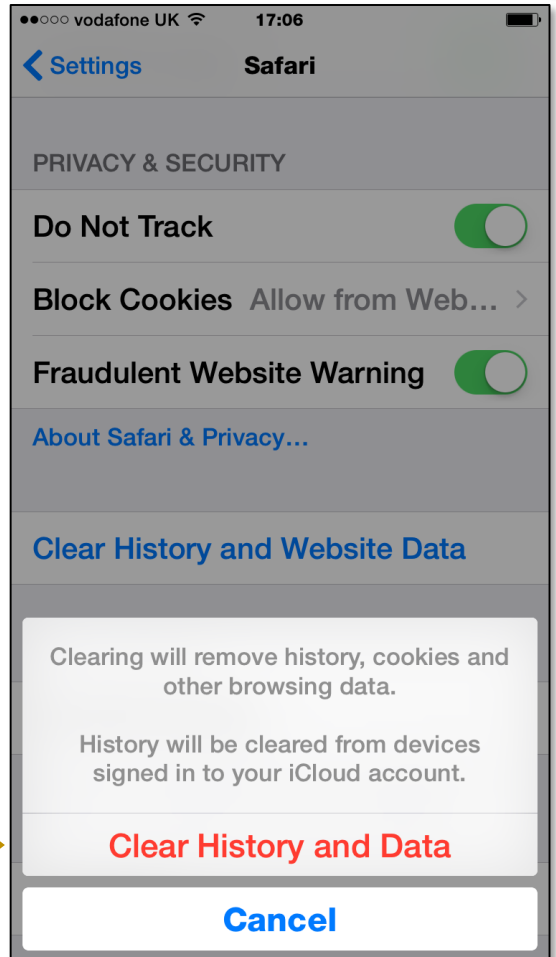 vodafone UK 17:06
Settings Safari
PRIVACY & SECURITY
Do Not Track
Block Cookies Allow from Web... >
Fraudulent Website Warning
About Safari & Privacy...
Clear History and Website Data
Clearing will remove history, cookies and
other browsing data.
History will be cleared from devices
signed in to your iCloud account.
Clear History and Data
Cancel